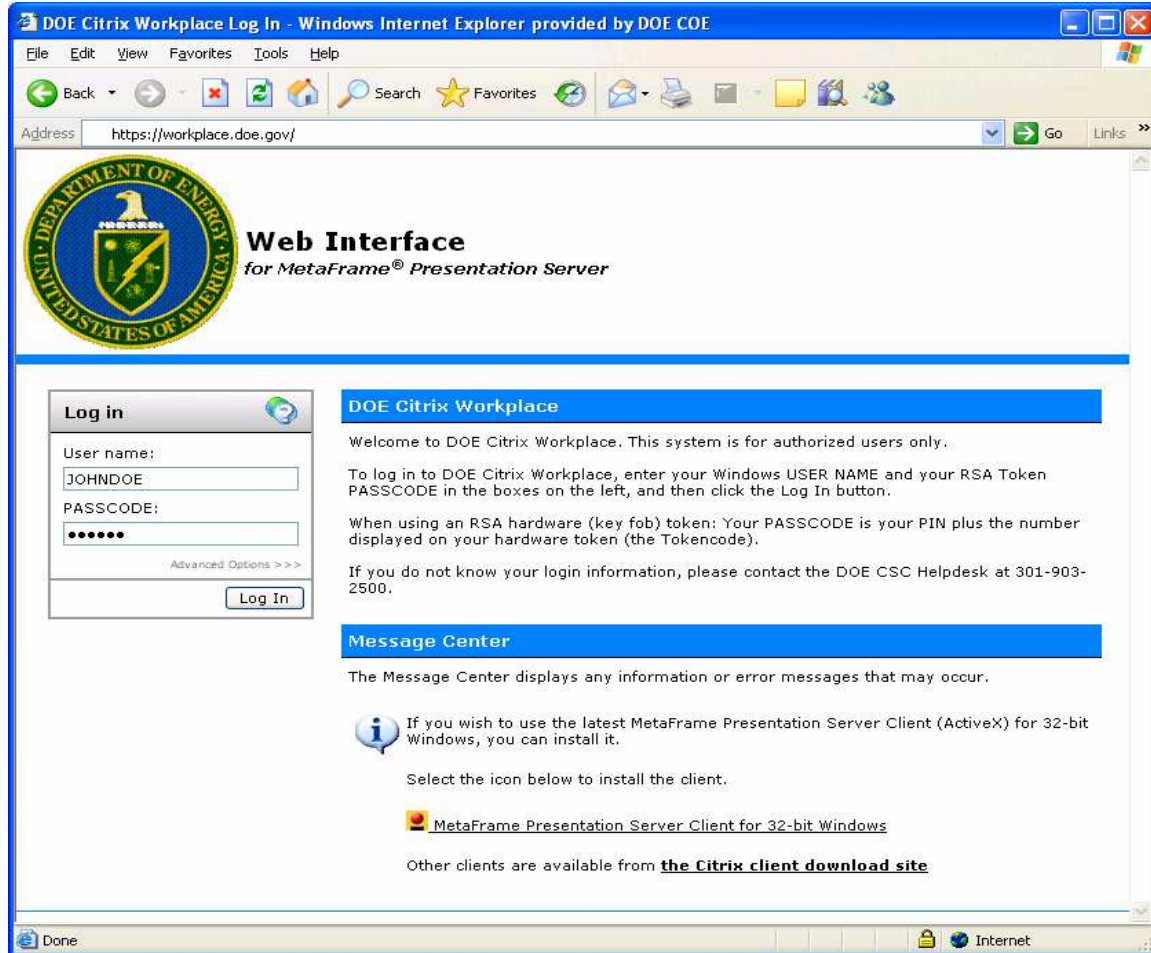 DOE Citrix Workplace Log In - Windows Internet Explorer provided by DOE COE
File Edit View Favorites Tools Help
Back Search Favorites
Address https://workplace.doe.gov/ Go Links »
DEPARTMENT OF ENERGY
UNITED STATES OF AMERICA
Web Interface
for MetaFrame® Presentation Server
Log in
User name:
JOHNDOE
PASSCODE:
●●●●●●
Advanced Options >>>
Log In
DOE Citrix Workplace
Welcome to DOE Citrix Workplace. This system is for authorized users only.
To log in to DOE Citrix Workplace, enter your Windows USER NAME and your RSA Token
PASSCODE in the boxes on the left, and then click the Log In button.
When using an RSA hardware (key fob) token: Your PASSCODE is your PIN plus the number
displayed on your hardware token (the Tokencode).
If you do not know your login information, please contact the DOE CSC Helpdesk at 301-903-
2500.
Message Center
The Message Center displays any information or error messages that may occur.
If you wish to use the latest MetaFrame Presentation Server Client (ActiveX) for 32-bit
Windows, you can install it.
Select the icon below to install the client.
MetaFrame Presentation Server Client for 32-bit Windows
Other clients are available from the Citrix client download site
Done Internet